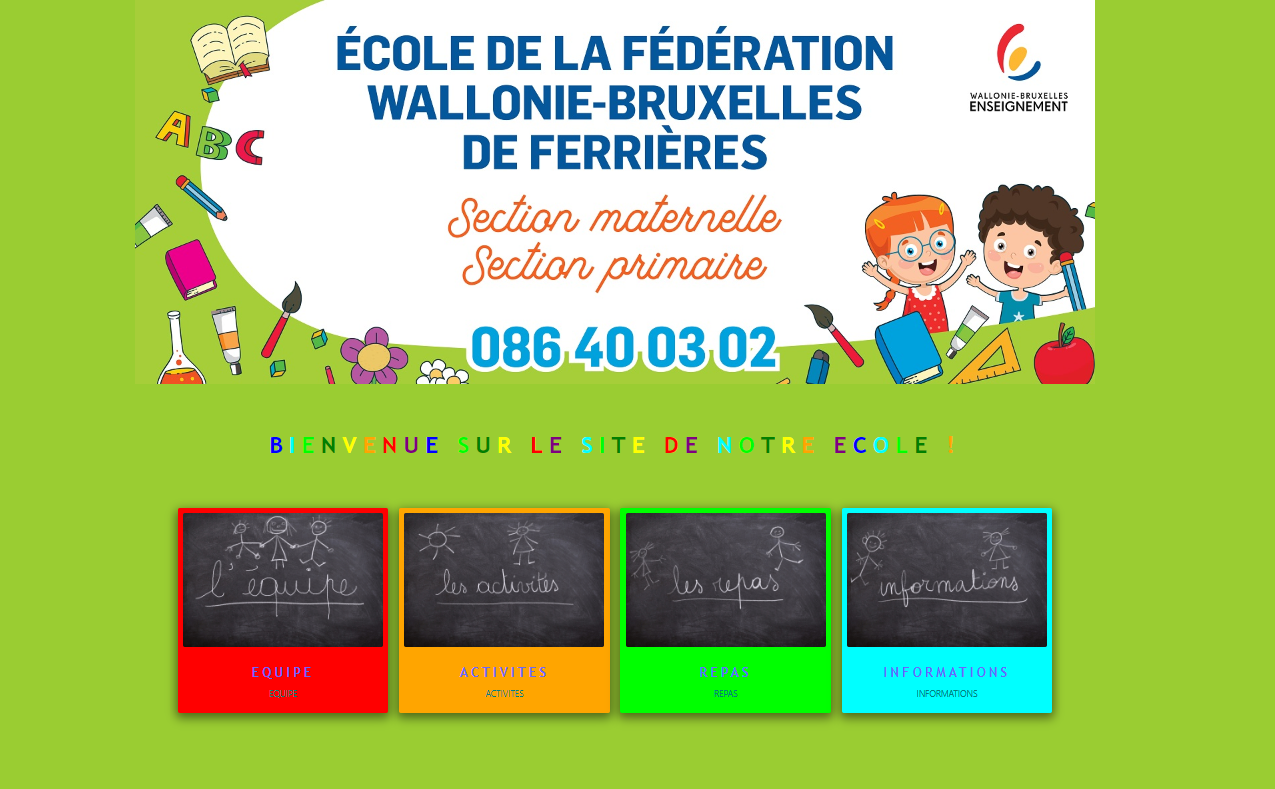 ÉCOLE DE LA FÉDÉRATION
WALLONIE-BRUXELLES
DE FERRIÈRES
WALLONIE-BRUXELLES
ENSEIGNEMENT
ABC
Section maternelle
Section primaire
086 40 03 02
BIENVENUE SUR LE SITE DE NOTRE ECOLE !
l'équipe
les activités
les repas
informations
EQUIPE
ACTIVITES
REPAS
INFORMATIONS
EQUIPE
ACTIVITES
REPAS
INFORMATIONS